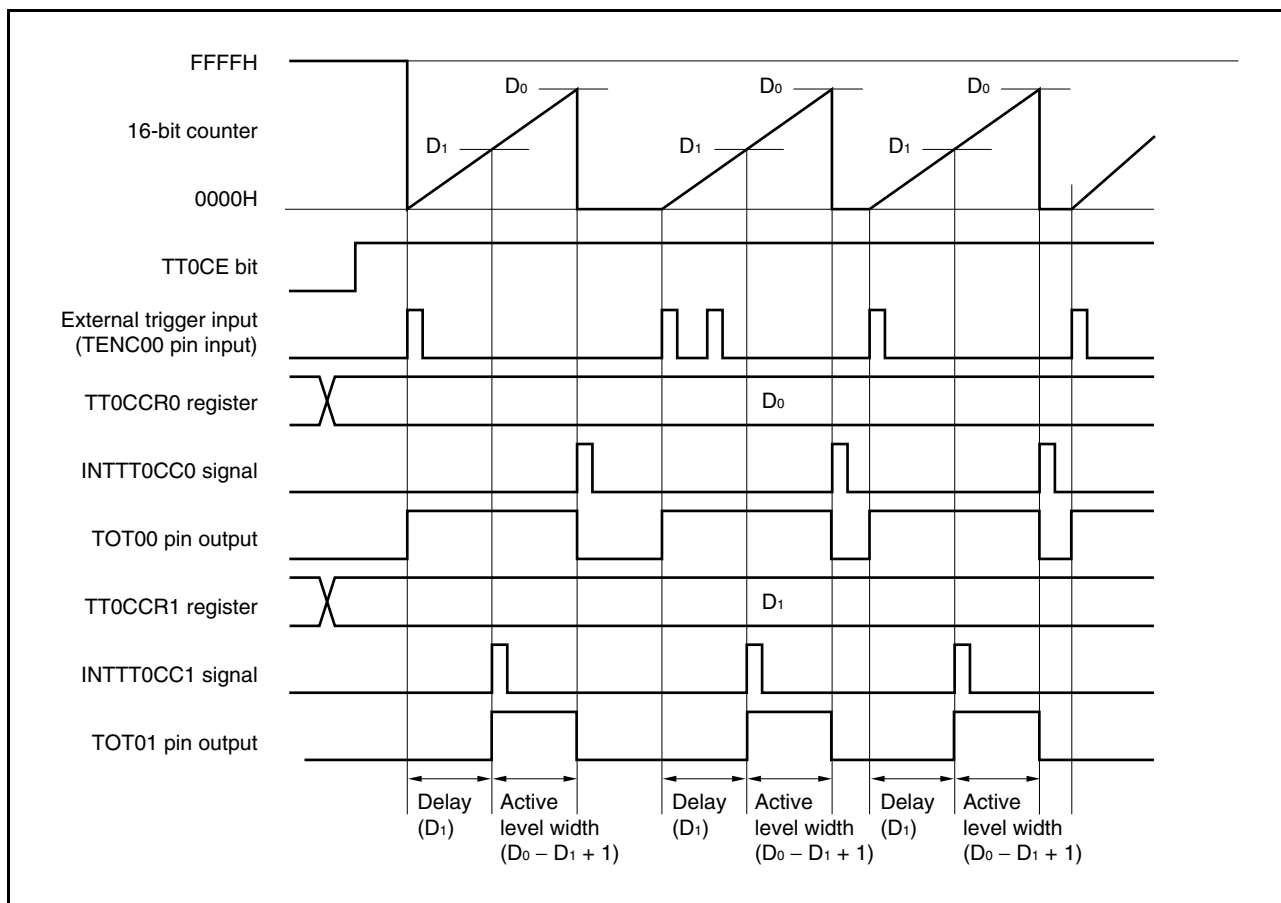 FFFFH
16-bit counter
0000H
D0
D1
D0
D1
D0
D1
TT0CE bit
External trigger input
(TENC00 pin input)
TT0CCR0 register
D0
INTTT0CC0 signal
TOT00 pin output
TT0CCR1 register
D1
INTTT0CC1 signal
TOT01 pin output
Delay
(D1)
Active
level width
(D0 – D1 + 1)
Delay
(D1)
Active
level width
(D0 – D1 + 1)
Delay
(D1)
Active
level width
(D0 – D1 + 1)